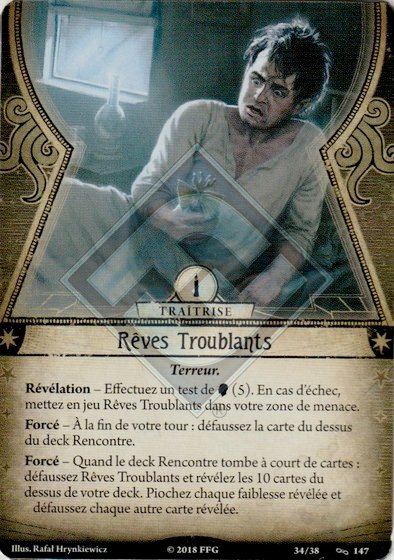 TRAÎTRISE
Rêves Troublants
Terreur.
Révélation – Effectuez un test de (5). En cas d'échec,
mettez en jeu Rêves Troublants dans votre zone de menace.
Forcé – À la fin de votre tour : défaussez la carte du dessus
du deck Rencontre.
Forcé – Quand le deck Rencontre tombe à court de cartes :
défaussez Rêves Troublants et révélez les 10 cartes du
dessus de votre deck. Piochez chaque faiblesse révélée et
défaussez chaque autre carte révélée.
Illus. Rafał Hrynkiewicz © 2018 FFG 34/38 147